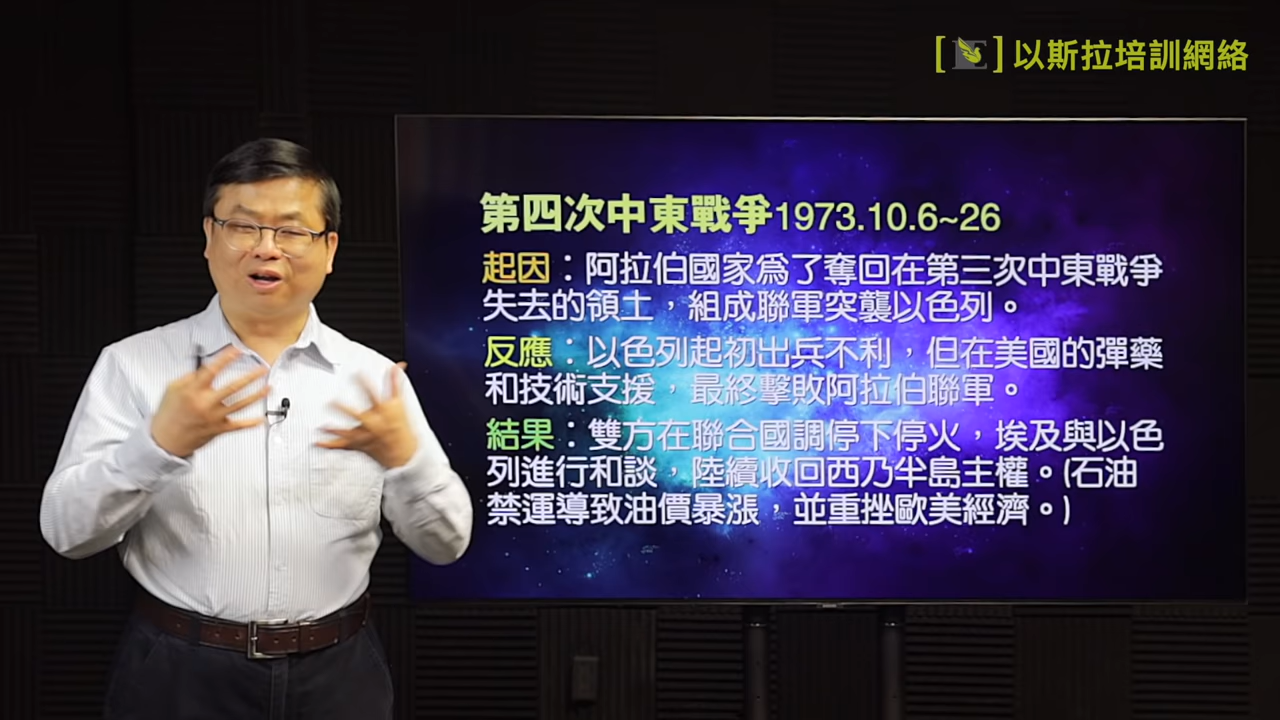 [E] 以斯拉培訓網絡
第四次中東戰爭1973.10.6~26
起因：阿拉伯國家為了奪回在第三次中東戰爭
失去的領土，組成聯軍突襲以色列。
反應：以色列起初出兵不利，但在美國的彈藥
和技術支援，最終擊敗阿拉伯聯軍。
結果：雙方在聯合國調停下停火，埃及與以色
列進行和談，陸續收回西乃半島主權。(石油
禁運導致油價暴漲，並重挫歐美經濟。)